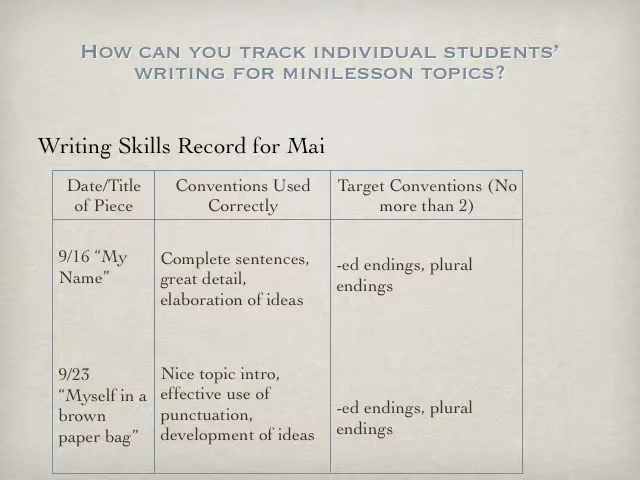 How can you track individual students'
writing for minilesson topics?
Writing Skills Record for Mai
Date/Title
of Piece
Conventions Used
Correctly
Target Conventions (No
more than 2)
9/16 “My
Name”
Complete sentences,
great detail,
elaboration of ideas
-ed endings, plural
endings
9/23
“Myself in a
brown
paper bag”
Nice topic intro,
effective use of
punctuation,
development of ideas
-ed endings, plural
endings